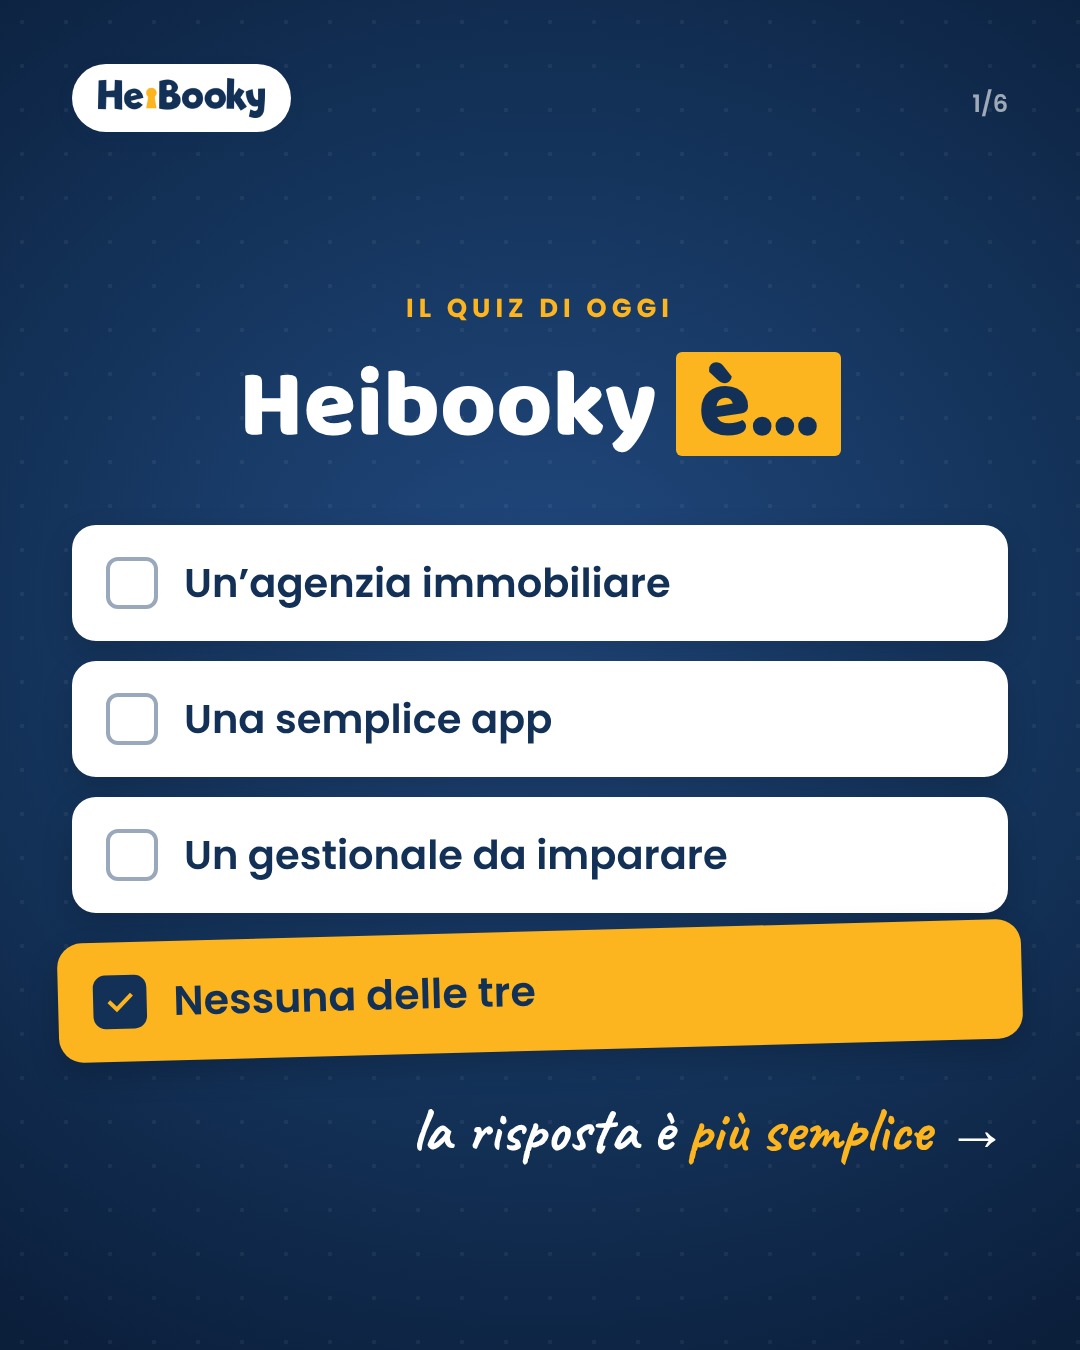 HeiBooky
1/6
IL QUIZ DI OGGI
Heibooky è...
Un’agenzia immobiliare
Una semplice app
Un gestionale da imparare
Nessuna delle tre
la risposta è più semplice →